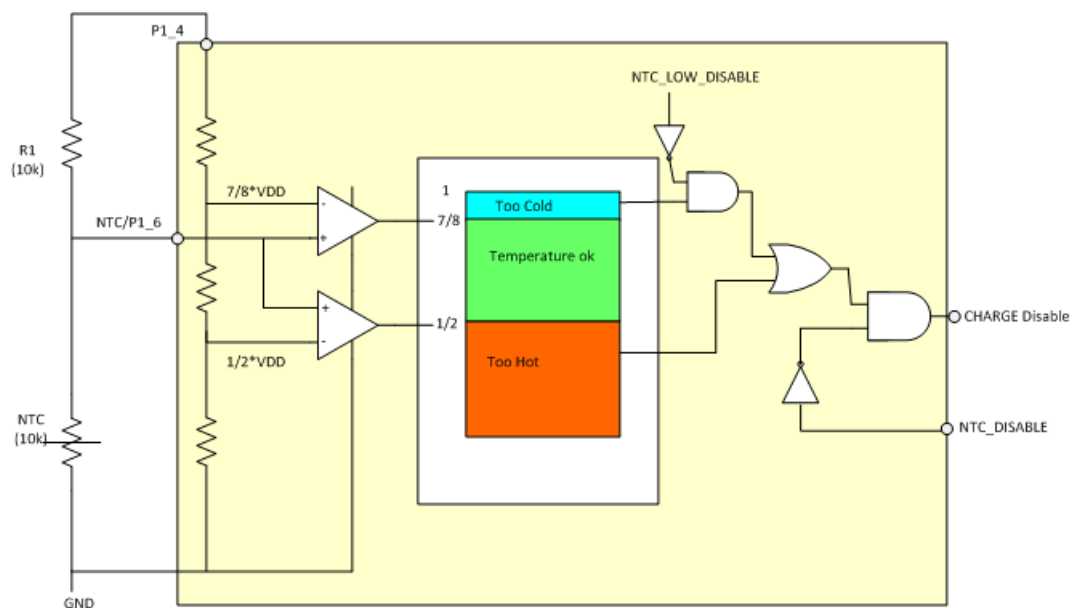 P1_4
NTC_LOW_DISABLE
R1
(10k)
7/8*VDD
1
Too Cold
7/8
NTC/P1_6
-
+
Temperature ok
+
-
1/2
CHARGE Disable
1/2*VDD
Too Hot
NTC
(10k)
NTC_DISABLE
GND